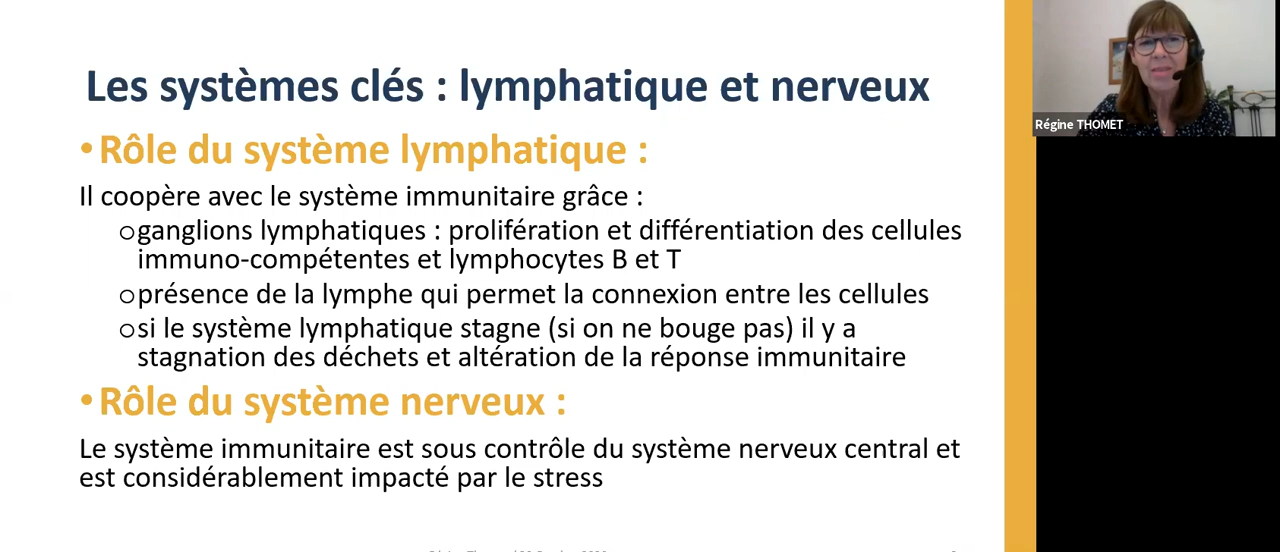 Les systèmes clés : lymphatique et nerveux
•Rôle du système lymphatique :
Il coopère avec le système immunitaire grâce :
oganglions lymphatiques : prolifération et différentiation des cellules
immuno-compétentes et lymphocytes B et T
oprésence de la lymphe qui permet la connexion entre les cellules
osi le système lymphatique stagne (si on ne bouge pas) il y a
stagnation des déchets et altération de la réponse immunitaire
•Rôle du système nerveux :
Le système immunitaire est sous contrôle du système nerveux central et
est considérablement impacté par le stress
Régine THOMET